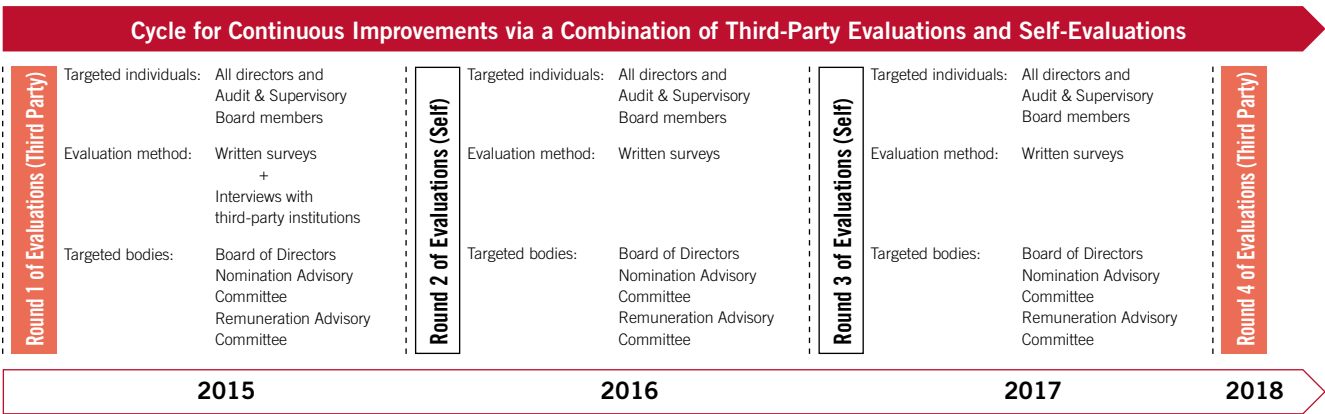 Cycle for Continuous Improvements via a Combination of Third-Party Evaluations and Self-Evaluations
Round 1 of Evaluations (Third Party)
Targeted individuals: All directors and
Audit & Supervisory
Board members
Evaluation method: Written surveys
+
Interviews with
third-party institutions
Targeted bodies: Board of Directors
Nomination Advisory
Committee
Remuneration Advisory
Committee
Round 2 of Evaluations (Self)
Targeted individuals: All directors and
Audit & Supervisory
Board members
Evaluation method: Written surveys
Targeted bodies: Board of Directors
Nomination Advisory
Committee
Remuneration Advisory
Committee
Round 3 of Evaluations (Self)
Targeted individuals: All directors and
Audit & Supervisory
Board members
Evaluation method: Written surveys
Targeted bodies: Board of Directors
Nomination Advisory
Committee
Remuneration Advisory
Committee
Round 4 of Evaluations (Third Party)
2015
2016
2017
2018